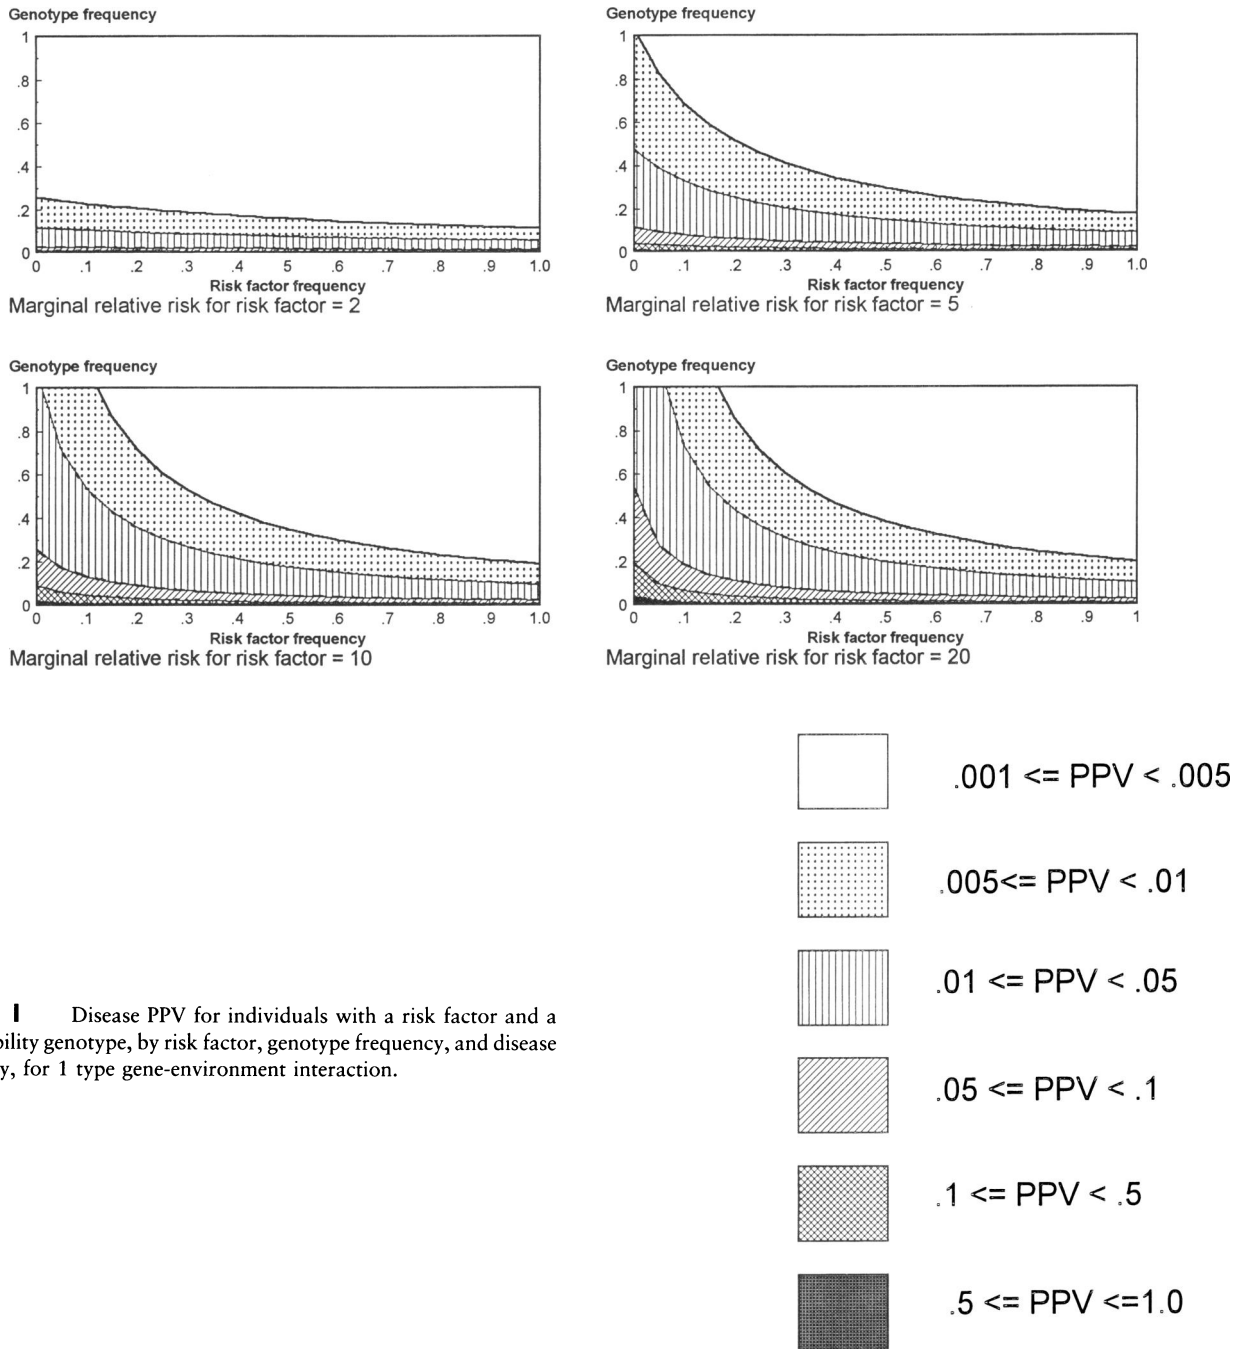 Genotype frequency
1
.8
.6
.4
.2
0
0 .1 .2 .3 .4 .5 .6 .7 .8 .9 1.0
Risk factor frequency
Marginal relative risk for risk factor = 2
Genotype frequency
1
.8
.6
.4
.2
0
0 .1 .2 .3 .4 .5 .6 .7 .8 .9 1.0
Risk factor frequency
Marginal relative risk for risk factor = 5
Genotype frequency
1
.8
.6
.4
.2
0
0 .1 .2 .3 .4 .5 .6 .7 .8 .9 1.0
Risk factor frequency
Marginal relative risk for risk factor = 10
Genotype frequency
1
.8
.6
.4
.2
0
0 .1 .2 .3 .4 .5 .6 .7 .8 .9 1
Risk factor frequency
Marginal relative risk for risk factor = 20
.001 <= PPV < .005
.005<= PPV < .01
.01 <= PPV < .05
.05 <= PPV < .1
.1 <= PPV < .5
.5 <= PPV <=1.0
1 Disease PPV for individuals with a risk factor and a
bility genotype, by risk factor, genotype frequency, and disease
y, for 1 type gene-environment interaction.